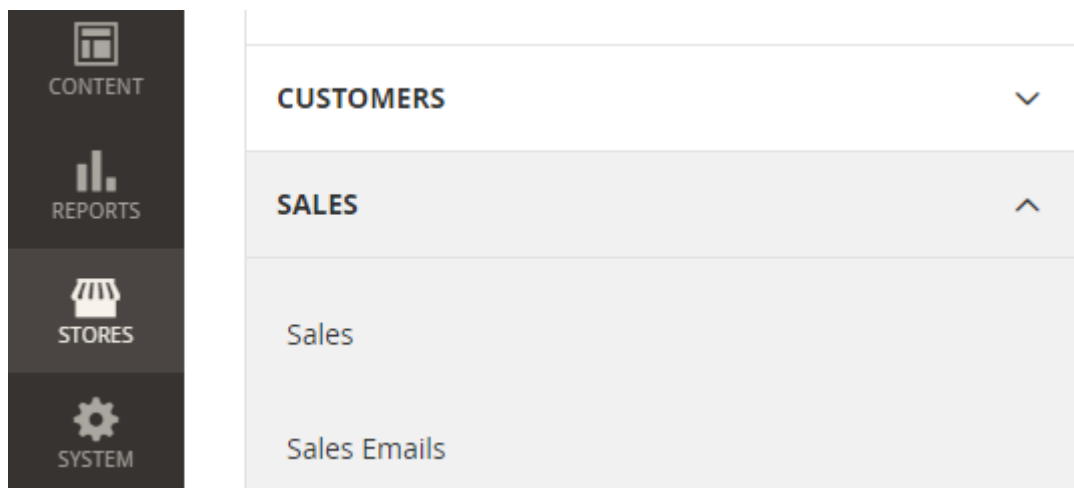 CONTENT
REPORTS
STORES
SYSTEM
CUSTOMERS
SALES
Sales
Sales Emails